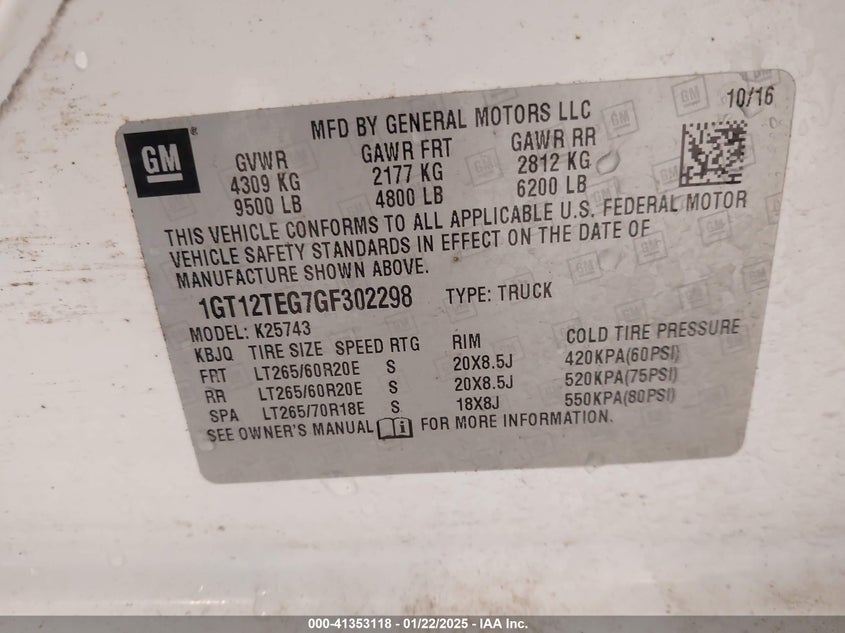 10/16
MFD BY GENERAL MOTORS LLC
GM ®
GVWR GAWR FRT GAWR RR
4309 KG 2177 KG 2812 KG
9500 LB 4800 LB 6200 LB
THIS VEHICLE CONFORMS TO ALL APPLICABLE U.S. FEDERAL MOTOR
VEHICLE SAFETY STANDARDS IN EFFECT ON THE DATE OF
MANUFACTURE SHOWN ABOVE.
1GT12TEG7GF302298 TYPE: TRUCK
MODEL: K25743
KBJQ TIRE SIZE SPEED RTG RIM COLD TIRE PRESSURE
FRT LT265/60R20E S 20X8.5J 420KPA(60PSI)
RR LT265/60R20E S 20X8.5J 520KPA(75PSI)
SPA LT265/70R18E S 18X8J 550KPA(80PSI)
SEE OWNER'S MANUAL FOR MORE INFORMATION.
000-41353118 - 01/22/2025 - IAA Inc.